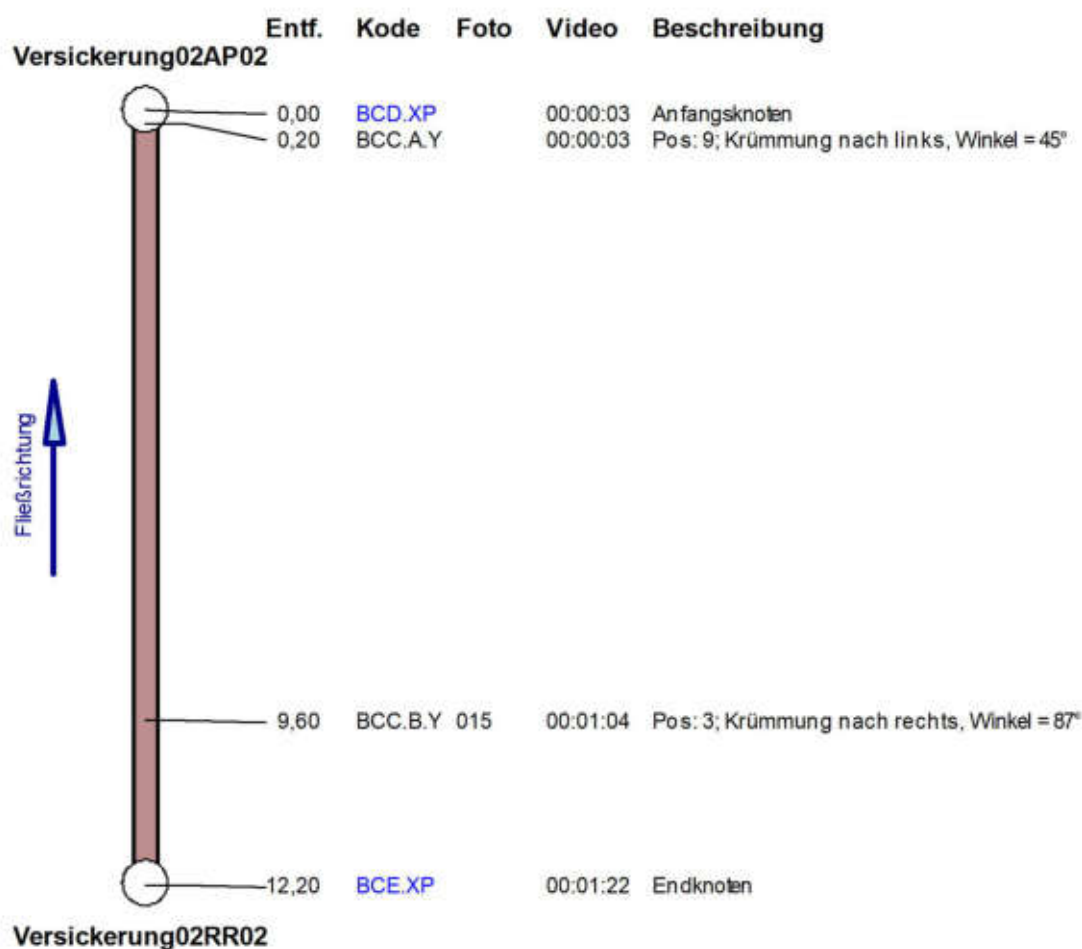 Entf. Kode Foto Video Beschreibung
Versickerung02AP02
0,00 BCD.XP 00:00:03 Anfangsknoten
0,20 BCC.A.Y 00:00:03 Pos: 9; Krümmung nach links, Winkel = 45°
Fließrichtung
9,60 BCC.B.Y 015 00:01:04 Pos: 3; Krümmung nach rechts, Winkel = 87°
12,20 BCE.XP 00:01:22 Endknoten
Versickerung02RR02